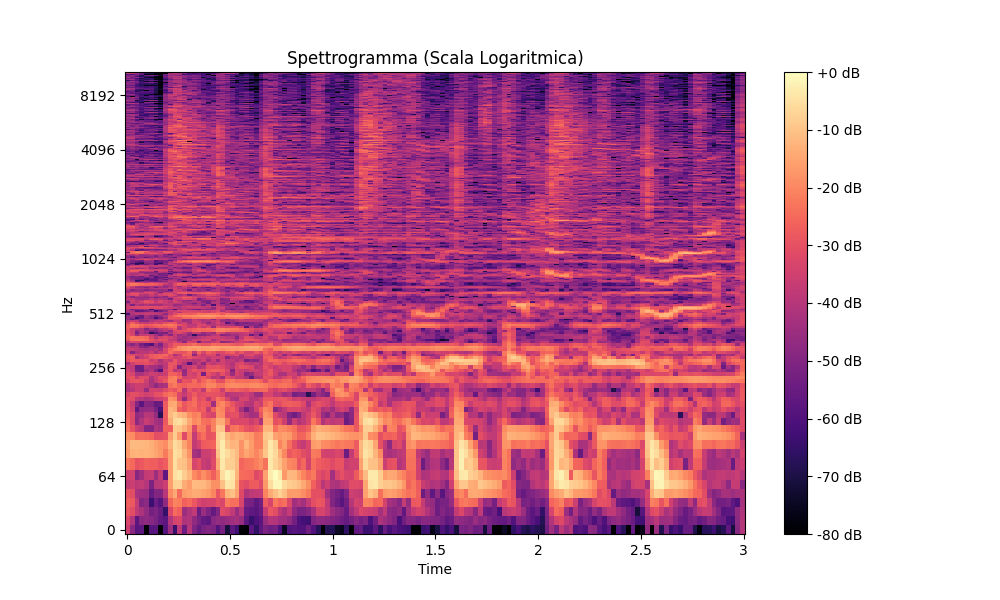 Spettrogramma (Scala Logaritmica)
Hz
8192
4096
2048
1024
512
256
128
64
0
0
0.5
1
1.5
2
2.5
3
Time
+0 dB
-10 dB
-20 dB
-30 dB
-40 dB
-50 dB
-60 dB
-70 dB
-80 dB